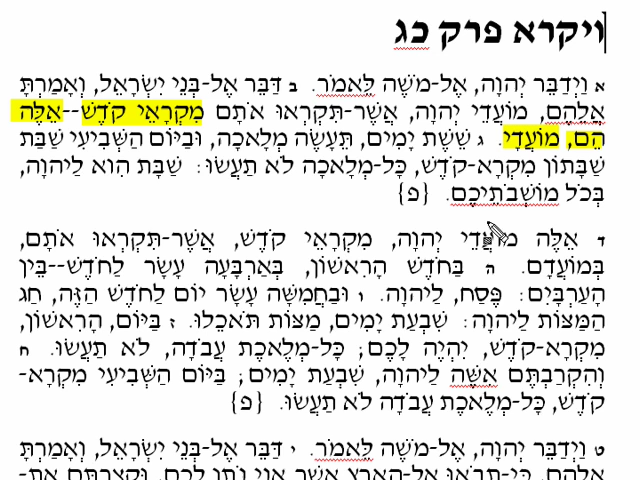 ויקרא פרק כג
א וַיְדַבֵּר יְהוָה, אֶל-מֹשֶׁה לֵּאמֹר. ב דַּבֵּר אֶל-בְּנֵי יִשְׂרָאֵל, וְאָמַרְתָּ
אֲלֵהֶם, מוֹעֲדֵי יְהוָה, אֲשֶׁר-תִּקְרְאוּ אֹתָם מִקְרָאֵי קֹדֶשׁ--אֵלֶּה
הֵם, מוֹעֲדָי. ג שֵׁשֶׁת יָמִים, תֵּעָשֶׂה מְלָאכָה, וּבַיּוֹם הַשְּׁבִיעִי שַׁבַּת
שַׁבָּתוֹן מִקְרָא-קֹדֶשׁ, כָּל-מְלָאכָה לֹא תַעֲשׂוּ: שַׁבָּת הִוא לַיהוָה,
בְּכֹל מוֹשְׁבֹתֵיכֶם. {פ}
ד אֵלֶּה מוֹעֲדֵי יְהוָה, מִקְרָאֵי קֹדֶשׁ, אֲשֶׁר-תִּקְרְאוּ אֹתָם,
בְּמוֹעֲדָם. ה בַּחֹדֶשׁ הָרִאשׁוֹן, בְּאַרְבָּעָה עָשָׂר לַחֹדֶשׁ--בֵּין
הָעַרְבָּיִם: פֶּסַח, לַיהוָה. ו וּבַחֲמִשָּׁה עָשָׂר יוֹם לַחֹדֶשׁ הַזֶּה, חַג
הַמַּצּוֹת לַיהוָה: שִׁבְעַת יָמִים, מַצּוֹת תֹּאכֵלוּ. ז בַּיּוֹם, הָרִאשׁוֹן,
מִקְרָא-קֹדֶשׁ, יִהְיֶה לָכֶם; כָּל-מְלֶאכֶת עֲבֹדָה, לֹא תַעֲשׂוּ. ח
וְהִקְרַבְתֶּם אִשֶּׁה לַיהוָה, שִׁבְעַת יָמִים; בַּיּוֹם הַשְּׁבִיעִי מִקְרָא-
קֹדֶשׁ, כָּל-מְלֶאכֶת עֲבֹדָה לֹא תַעֲשׂוּ. {פ}
ט וַיְדַבֵּר יְהוָה, אֶל-מֹשֶׁה לֵּאמֹר. י דַּבֵּר אֶל-בְּנֵי יִשְׂרָאֵל, וְאָמַרְתָּ
אֲלֵהֶם, כִּי-תָבֹאוּ אֶל-הָאָרֶץ אֲשֶׁר אֲנִי נֹתֵן לָכֶם, וּקְצַרְתֶּם אֶת-